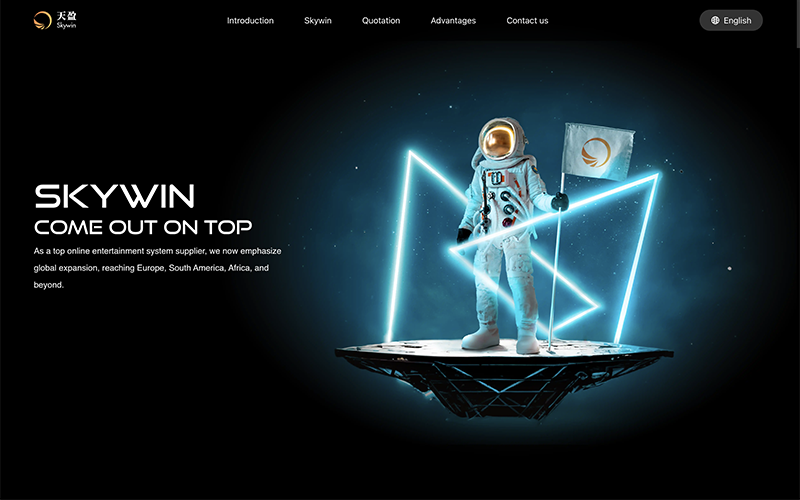 天盈
Skywin
Introduction
Skywin
Quotation
Advantages
Contact us
English
SKYWIN
COME OUT ON TOP
As a top online entertainment system supplier, we now emphasize
global expansion, reaching Europe, South America, Africa, and
beyond.